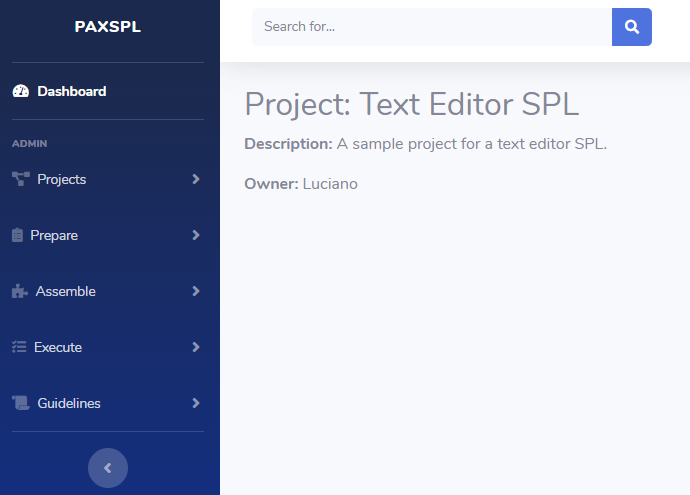 PAXSPL
Search for...
Dashboard
ADMIN
Projects
Prepare
Assemble
Execute
Guidelines
Project: Text Editor SPL
Description: A sample project for a text editor SPL.
Owner: Luciano